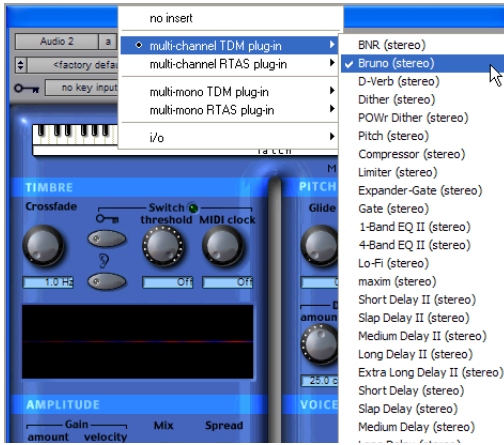 no insert
multi-channel TDM plug-in
multi-channel RTAS plug-in
multi-mono TDM plug-in
multi-mono RTAS plug-in
i/o
BNR (stereo)
Bruno (stereo)
D-Verb (stereo)
Dither (stereo)
POWr Dither (stereo)
Pitch (stereo)
Compressor (stereo)
Limiter (stereo)
Expander-Gate (stereo)
Gate (stereo)
1-Band EQ II (stereo)
4-Band EQ II (stereo)
Lo-Fi (stereo)
maxim (stereo)
Short Delay II (stereo)
Slap Delay II (stereo)
Medium Delay II (stereo)
Long Delay II (stereo)
Extra Long Delay II (stereo)
Short Delay (stereo)
Slap Delay (stereo)
Medium Delay (stereo)
Audio 2 a
<factory defau
no key input
TIMBRE
Crossfade
Switch
threshold MIDI clock
1.0 Hz Off Off
AMPLITUDE
Gain Mix Spread
amount velocity
PITCH
Glide
amoun
25.0 c
VOICE